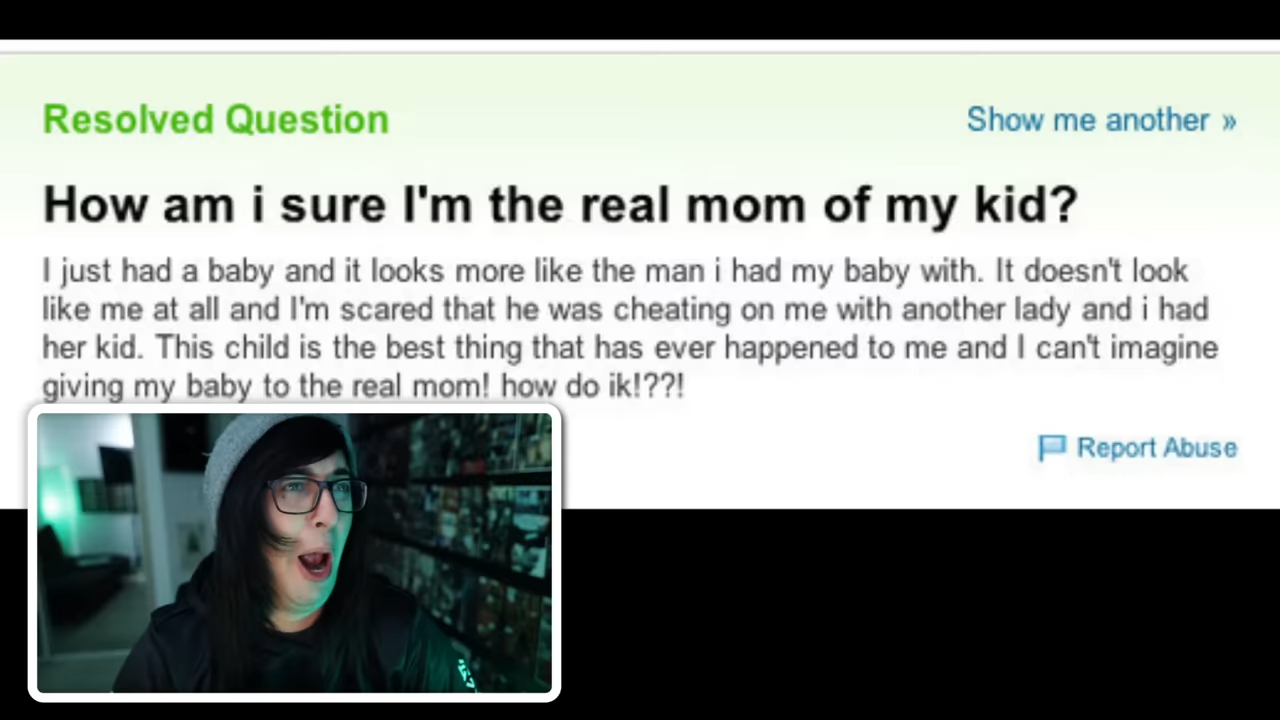 Resolved Question
Show me another »
How am i sure I'm the real mom of my kid?
I just had a baby and it looks more like the man i had my baby with. It doesn't look
like me at all and I'm scared that he was cheating on me with another lady and i had
her kid. This child is the best thing that has ever happened to me and I can't imagine
giving my baby to the real mom! how do ik!??!
Report Abuse